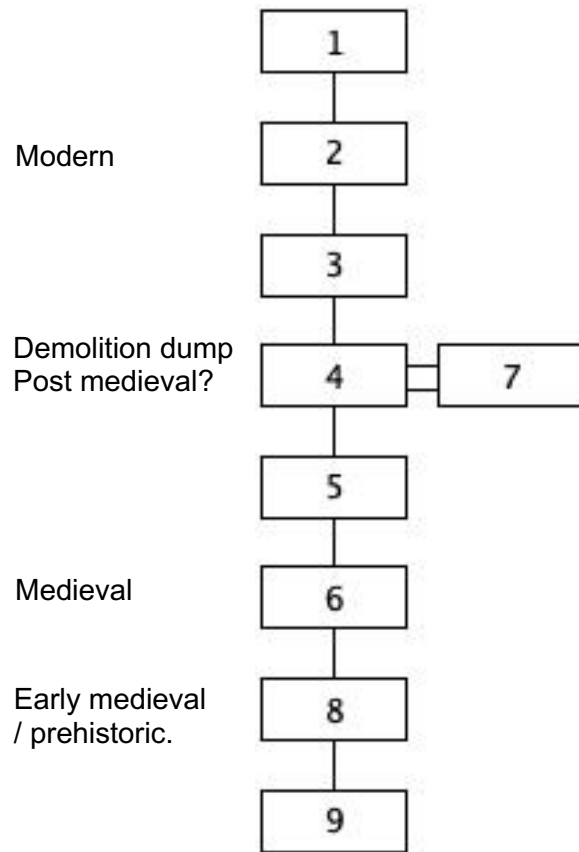 1
Modern
2
3
Demolition dump
Post medieval?
4
7
5
Medieval
6
Early medieval
/ prehistoric.
8
9